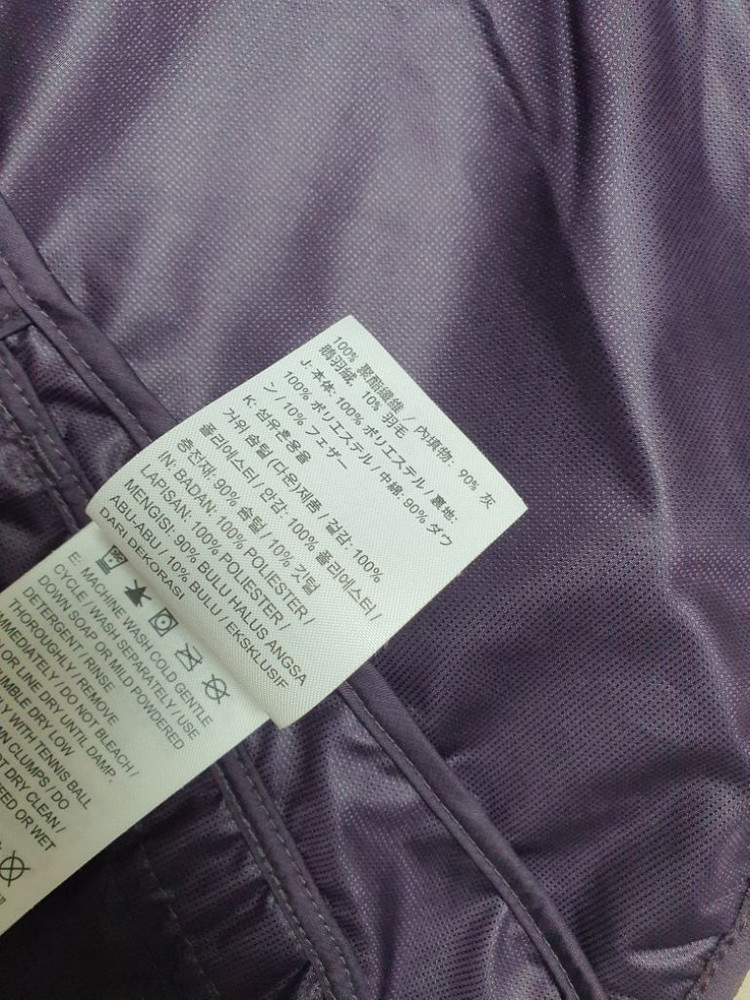 100% 聚酯纖維 / 內填物: 90% 灰
鵝羽絨, 10% 羽毛
J: 本体: 100% ポリエステル / 裏地:
100% ポリエステル / 中綿: 90% ダウ
ン / 10% フェザー
K: 섬유혼용율
거위 솜털 (다운)제품 / 겉감: 100%
폴리에스터 / 안감: 100% 폴리에스터 /
충전재: 90% 솜털 / 10% 깃털
IN: BADAN: 100% POLIESTER /
LAPISAN: 100% POLIESTER /
MENGISI: 90% BULU HALUS ANGSA
ABU-ABU / 10% BULU / EKSKLUSIF
DARI DEKORASI
E: MACHINE WASH COLD GENTLE
CYCLE / WASH SEPARATELY / USE
DOWN SOAP OR MILD POWDERED
DETERGENT / RINSE
THOROUGHLY / REMOVE
IMMEDIATELY / DO NOT BLEACH /
OR LINE DRY UNTIL DAMP,
TUMBLE DRY LOW
WITH TENNIS BALL
CLUMPS / DO
DRY CLEAN /
OR WET